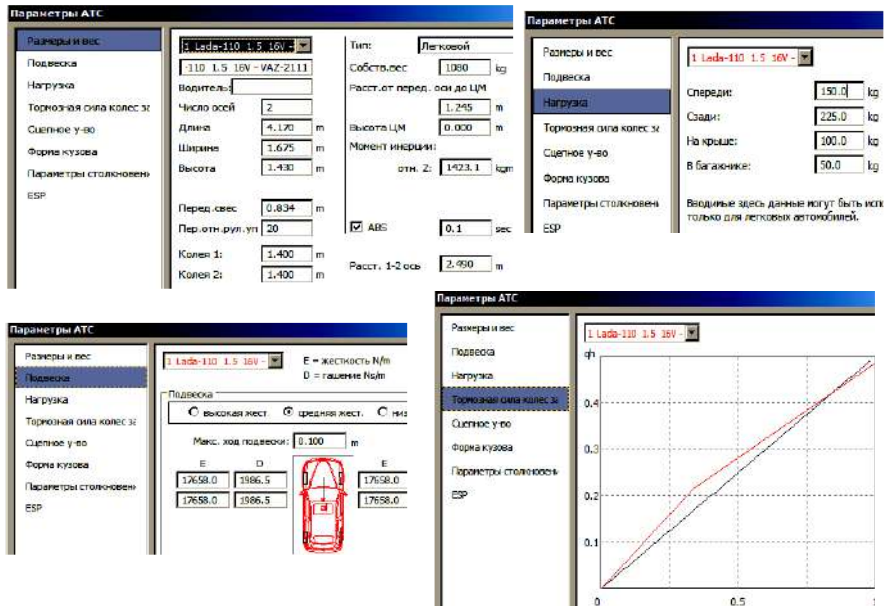 Параметры АТС
Размеры и вес
Подвеска
Нагрузка
Тормозная сила колес за
Сцепное у-во
Форма кузова
Параметры столкновени
ESP
1 Lada-110 1.5 16V -
-110 1.5 16V - VAZ-2111
Водитель:
Число осей 2
Длина 4.170 m
Ширина 1.675 m
Высота 1.430 m
Перед.свес 0.834 m
Пер.отн.рул.уп 20
Колея 1: 1.400 m
Колея 2: 1.400 m
Тип: Легковой
Собств.вес 1080 kg
Расст.от перед. оси до ЦМ
1.245 m
Высота ЦМ 0.000 m
Момент инерции:
отн. Z: 1423.1 kgm
ABS 0.1 sec
Расст. 1-2 ось 2.490 m
Параметры АТС
Размеры и вес
Подвеска
Нагрузка
Тормозная сила колес за
Сцепное у-во
Форма кузова
Параметры столкновени
ESP
1 Lada-110 1.5 16V -
Спереди: 150.0 kg
Сзади: 225.0 kg
На крыше: 100.0 kg
В багажнике: 50.0 kg
Вводимые здесь данные могут быть исп
только для легковых автомобилей.
Параметры АТС
Размеры и вес
Подвеска
Нагрузка
Тормозная сила колес за
Сцепное у-во
Форма кузова
Параметры столкновени
ESP
1 Lada-110 1.5 16V -
E = жесткость N/m
D = гашение Ns/m
Подвеска
высокая жест. средняя жест. низ
Макс. ход подвески: 0.100 m
E D E
17658.0 1986.5 17658.0
17658.0 1986.5 17658.0
Параметры АТС
Размеры и вес
Подвеска
Нагрузка
Тормозная сила колес за
Сцепное у-во
Форма кузова
Параметры столкновени
ESP
1 Lada-110 1.5 16V -
qh
0.4
0.3
0.2
0.1
0 0.5 1